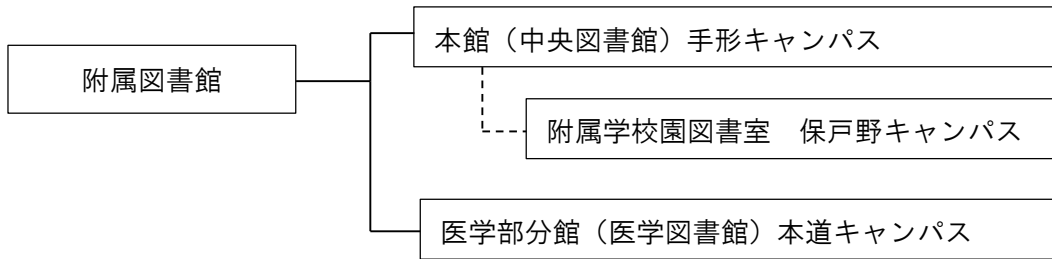 附属図書館
本館（中央図書館）手形キャンパス
附属学校園図書室　保戸野キャンパス
医学部分館（医学図書館）本道キャンパス